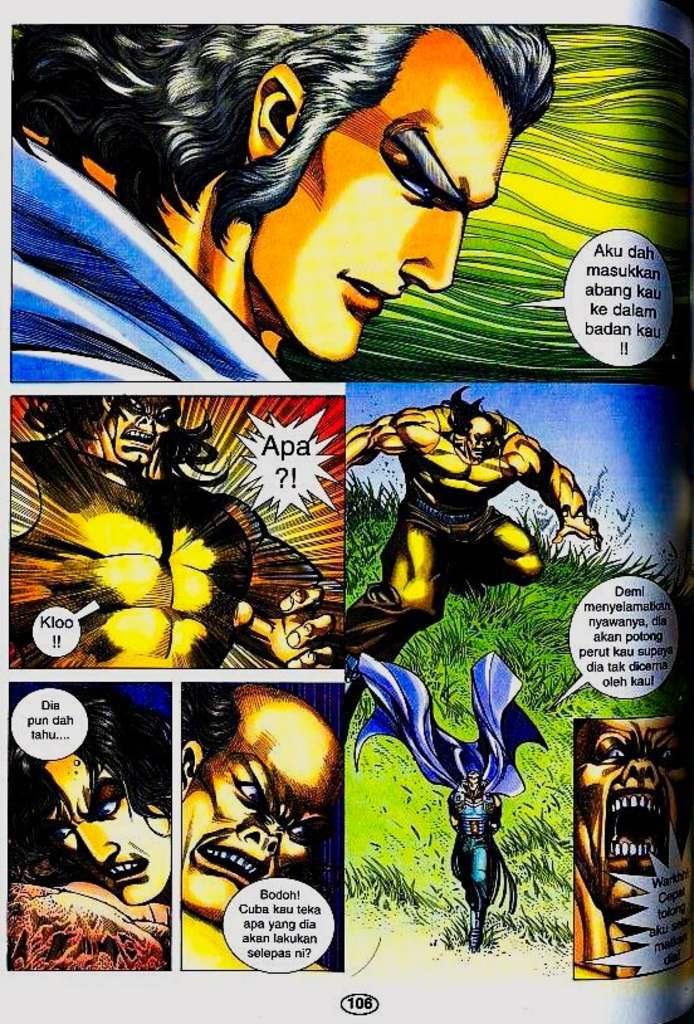 Aku dah
masukkan
abang kau
ke dalam
badan kau
!!
Apa
?!
Kloo
!!
Demi
menyelamatkan
nyawanya, dia
akan potong
perut kau supaya
dia tak dicerna
oleh kau!
Dia
pun dah
tahu....
Bodoh!
Cuba kau teka
apa yang dia
akan lakukan
selepas ni?
Cepat
tolong
aku
dia!
106